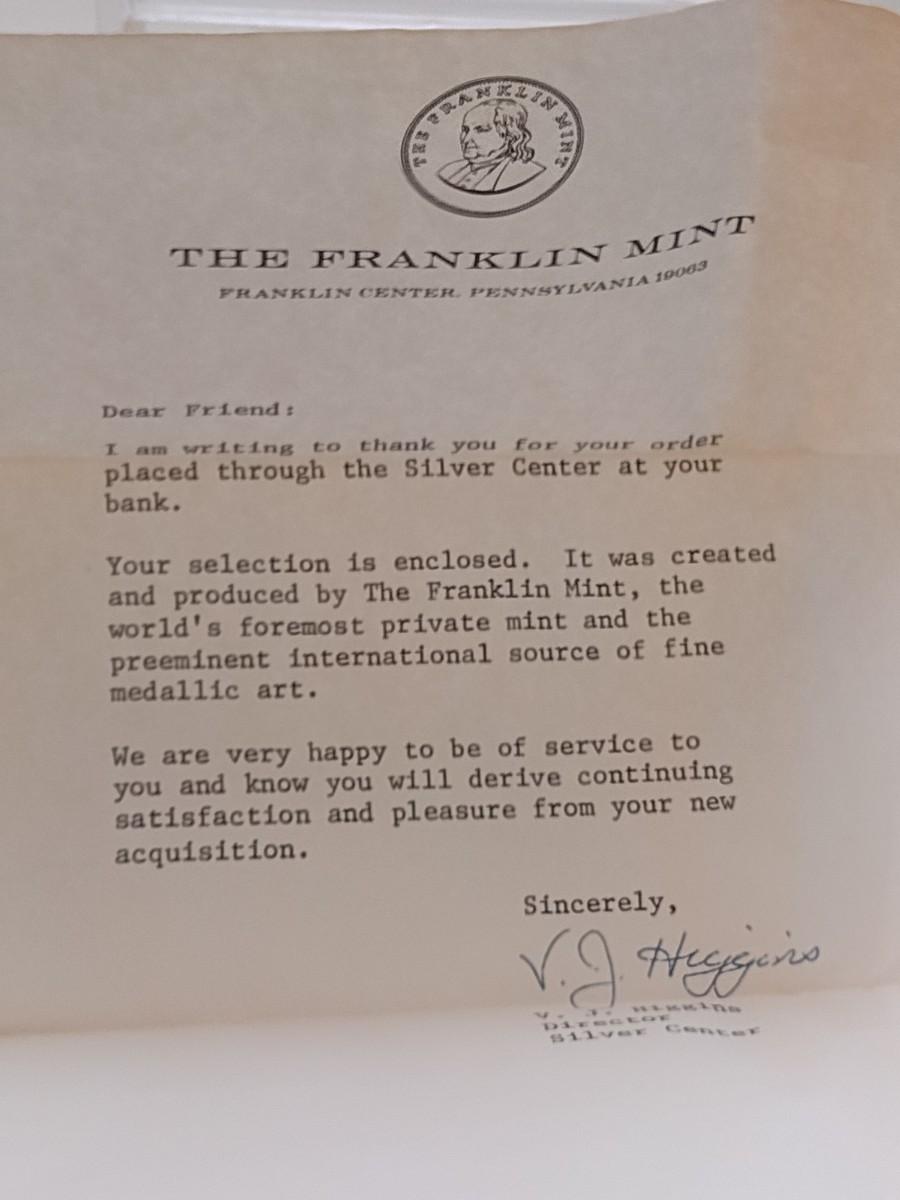 THE FRANKLIN MINT
THE FRANKLIN MINT
FRANKLIN CENTER, PENNSYLVANIA 19063
Dear Friend:
I am writing to thank you for your order
placed through the Silver Center at your
bank.
Your selection is enclosed. It was created
and produced by The Franklin Mint, the
world's foremost private mint and the
preeminent international source of fine
medallic art.
We are very happy to be of service to
you and know you will derive continuing
satisfaction and pleasure from your new
acquisition.
Sincerely,
V. J. Huggins
V. J. Higgins
Director
Silver Center